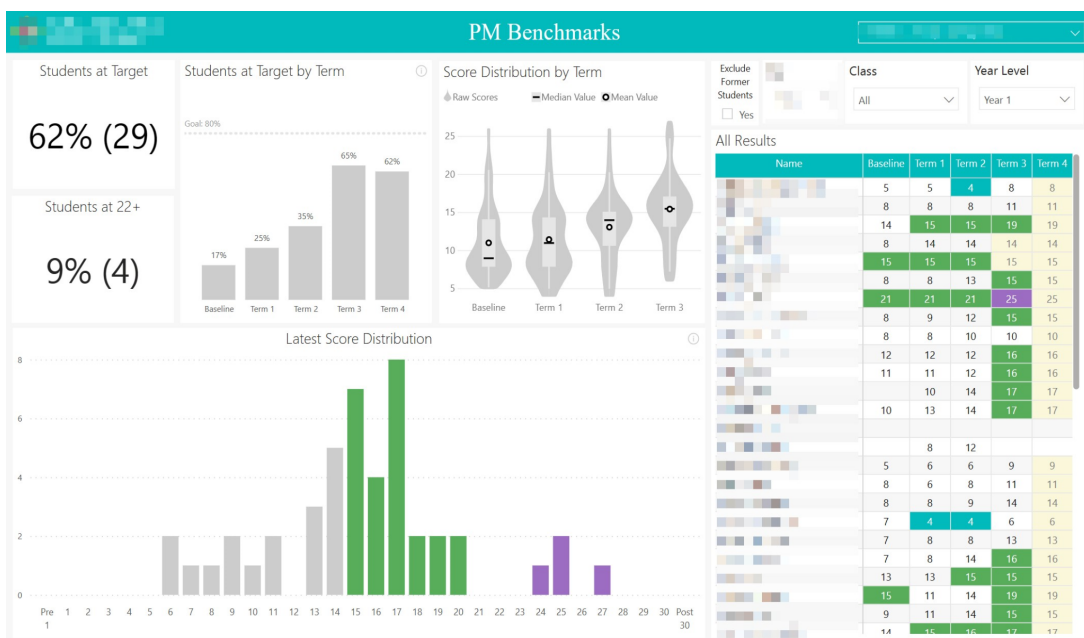 PM Benchmarks
Students at Target
62% (29)
Students at 22+
9% (4)
Students at Target by Term
Goal: 80%
17%
25%
35%
65%
62%
Baseline Term 1 Term 2 Term 3 Term 4
Score Distribution by Term
Raw Scores Median Value Mean Value
25
20
15
10
5
Baseline Term 1 Term 2 Term 3
Exclude
Former
Students
Yes
Class
All
Year Level
Year 1
Latest Score Distribution
8
6
4
2
0
Pre 1 1 2 3 4 5 6 7 8 9 10 11 12 13 14 15 16 17 18 19 20 21 22 23 24 25 26 27 28 29 30 Post 30
All Results
Name Baseline Term 1 Term 2 Term 3 Term 4
5 5 4 8 8
8 8 8 11 11
14 15 15 19 19
8 14 14 14 14
15 15 15 15 15
8 8 13 15 15
21 21 21 25 25
8 9 12 15 15
8 8 10 10 10
12 12 12 16 16
11 11 12 16 16
10 14 17 17
10 13 14 17 17
8 12
5 6 6 9 9
8 6 8 11 11
8 8 9 14 14
7 4 4 6 6
7 8 8 13 13
7 8 14 16 16
13 13 15 15 15
15 11 14 19 19
9 11 14 15 15
14 15 16 17 17